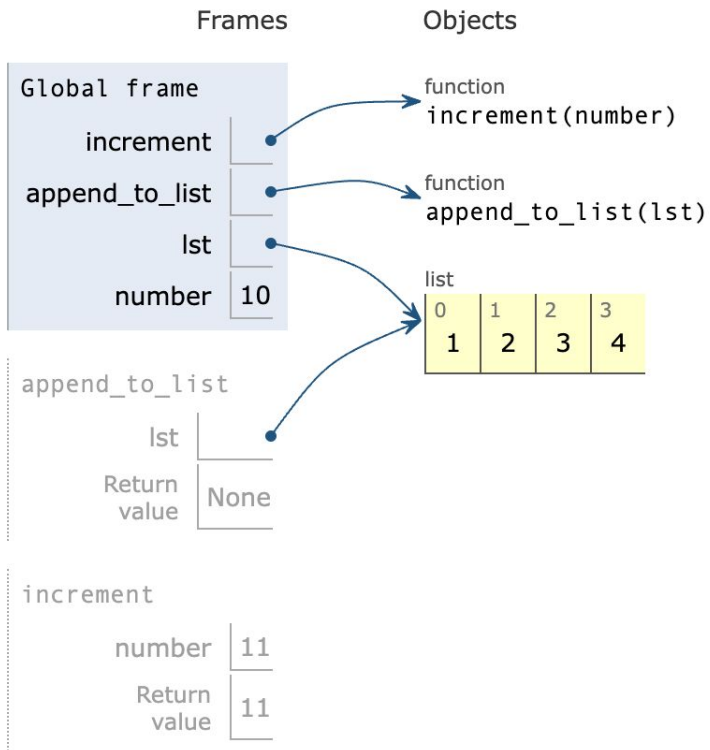 Frames Objects
Global frame
increment
append_to_list
lst
number 10
function
increment(number)
function
append_to_list(lst)
list
0 1 2 3
1 2 3 4
append_to_list
lst
Return
value None
increment
number 11
Return
value 11